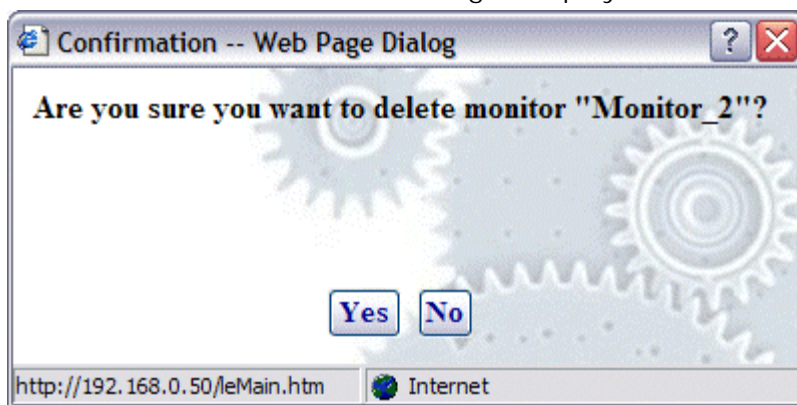 Confirmation -- Web Page Dialog
?
Are you sure you want to delete monitor "Monitor_2"?
Yes No
http://192.168.0.50/leMain.htm Internet